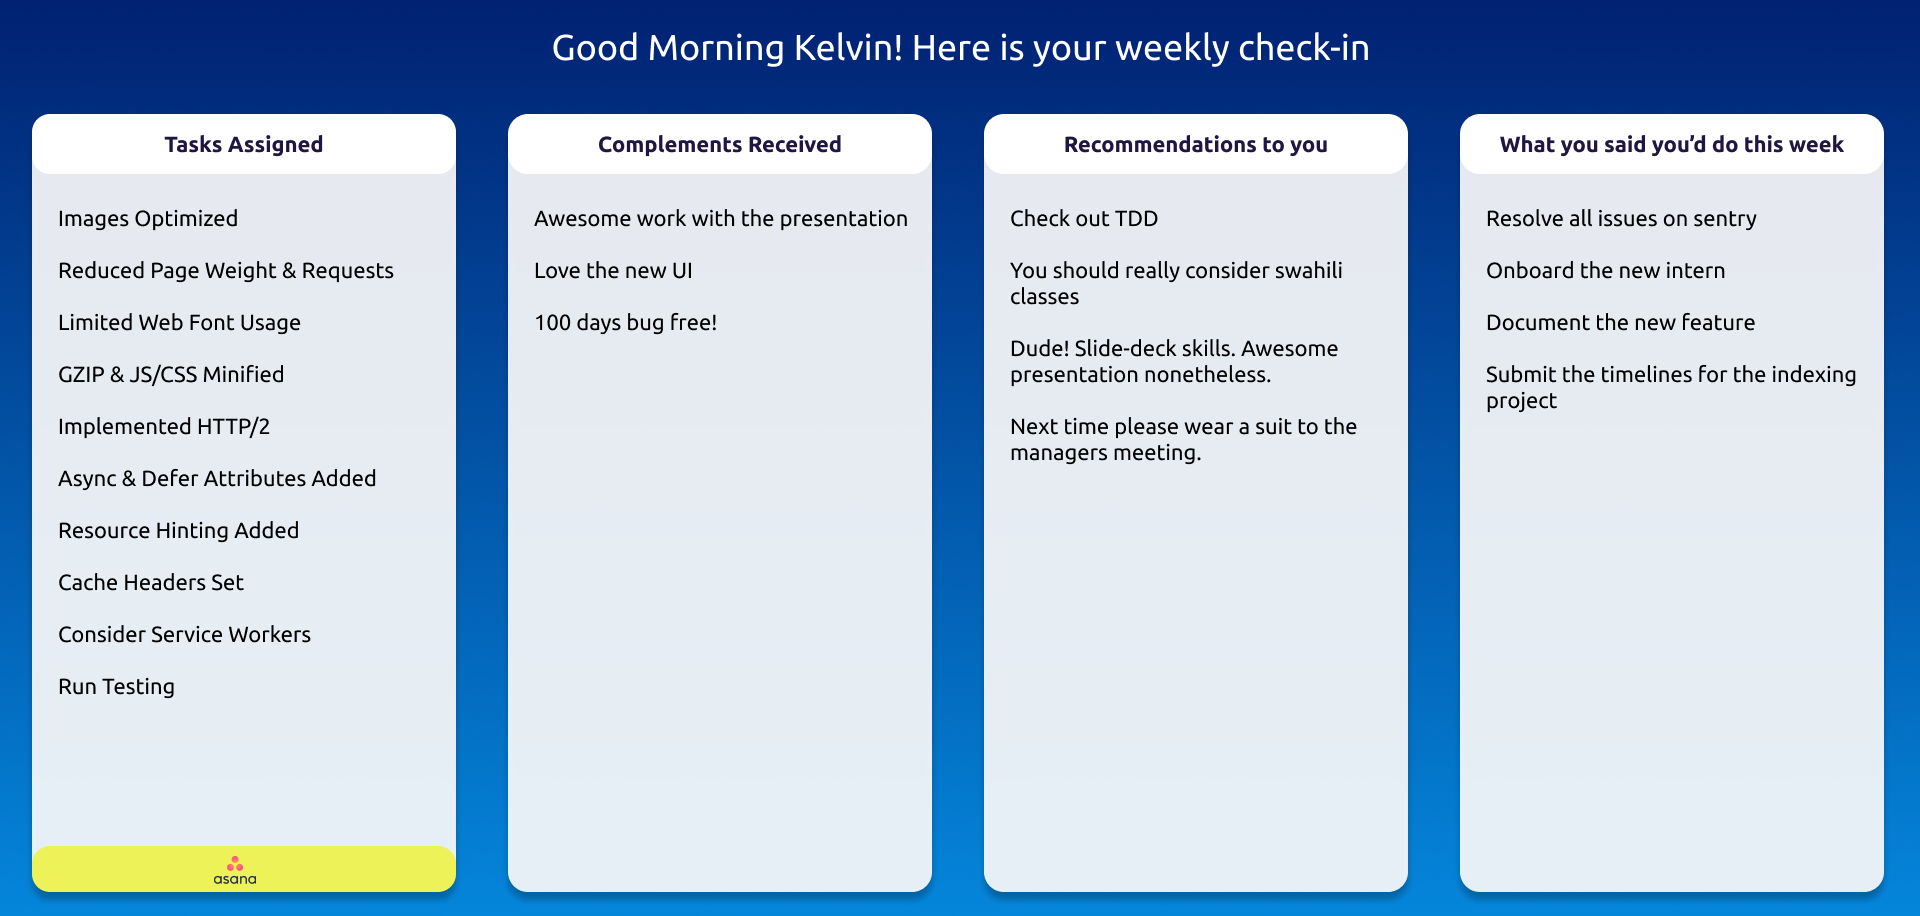 Good Morning Kelvin! Here is your weekly check-in
Tasks Assigned
Images Optimized
Reduced Page Weight & Requests
Limited Web Font Usage
GZIP & JS/CSS Minified
Implemented HTTP/2
Async & Defer Attributes Added
Resource Hinting Added
Cache Headers Set
Consider Service Workers
Run Testing
asana
Complements Received
Awesome work with the presentation
Love the new UI
100 days bug free!
Recommendations to you
Check out TDD
You should really consider swahili
classes
Dude! Slide-deck skills. Awesome
presentation nonetheless.
Next time please wear a suit to the
managers meeting.
What you said you’d do this week
Resolve all issues on sentry
Onboard the new intern
Document the new feature
Submit the timelines for the indexing
project